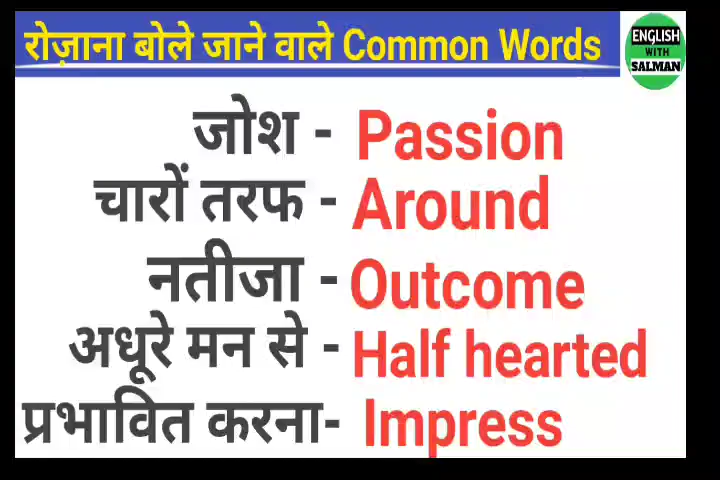 रोज़ाना बोले जाने वाले Common Words
ENGLISH
WITH
SALMAN
जोश - Passion
चारों तरफ - Around
नतीजा - Outcome
अधूरे मन से - Half hearted
प्रभावित करना- Impress